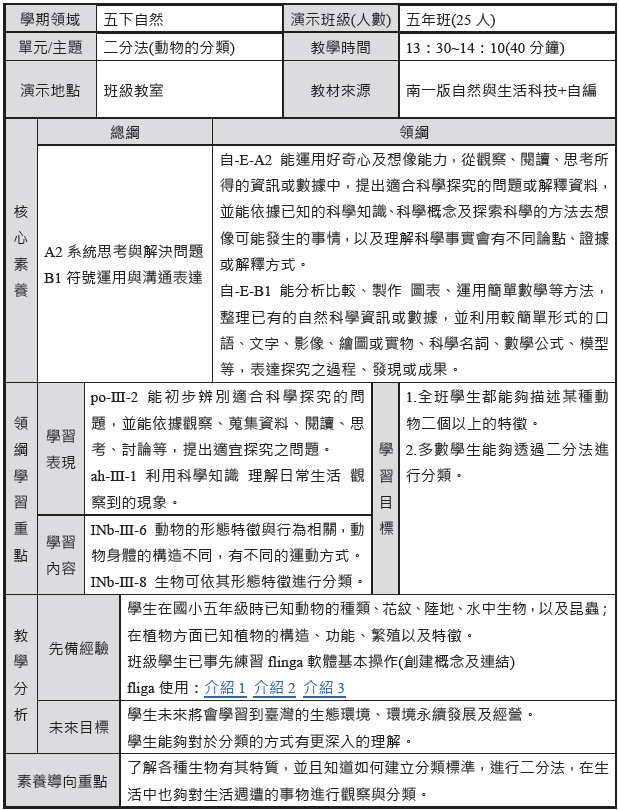 學期領域 五下自然 演示班級(人數) 五年班(25 人)
單元/主題 二分法(動物的分類) 教學時間 13：30~14：10(40 分鐘)
演示地點 班級教室 教材來源 南一版自然與生活科技+自編
核心素養
總綱 領綱
A2 系統思考與解決問題
B1 符號運用與溝通表達
自-E-A2 能運用好奇心及想像能力，從觀察、閱讀、思考所
得的資訊或數據中，提出適合科學探究的問題或解釋資料，
並能依據已知的科學知識、科學概念及探索科學的方法去想
像可能發生的事情，以及理解科學事實會有不同論點、證據
或解釋方式。
自-E-B1 能分析比較、製作 圖表、運用簡單數學等方法，
整理已有的自然科學資訊或數據，並利用較簡單形式的口
語、文字、影像、繪圖或實物、科學名詞、數學公式、模型
等，表達探究之過程、發現或成果。
領綱學習重點
學習
表現
po-III-2 能初步辨別適合科學探究的問
題，並能依據觀察、蒐集資料、閱讀、思
考、討論等，提出適宜探究之問題。
ah-III-1 利用科學知識 理解日常生活 觀
察到的現象。
學習
內容
INb-III-6 動物的形態特徵與行為相關，動
物身體的構造不同，有不同的運動方式。
INb-III-8 生物可依其形態特徵進行分類。
學習目標
1.全班學生都能夠描述某種動
物二個以上的特徵。
2.多數學生能夠透過二分法進
行分類。
教學分析
先備經驗
學生在國小五年級時已知動物的種類、花紋、陸地、水中生物，以及昆蟲；
在植物方面已知植物的構造、功能、繁殖以及特徵。
班級學生已事先練習 flinga 軟體基本操作(創建概念及連結)
fliga 使用：介紹 1 介紹 2 介紹 3
未來目標
學生未來將會學習到臺灣的生態環境、環境永續發展及經營。
學生能夠對於分類的方式有更深入的理解。
素養導向重點
了解各種生物有其特質，並且知道如何建立分類標準，進行二分法，在生
活中也夠對生活週遭的事物進行觀察與分類。